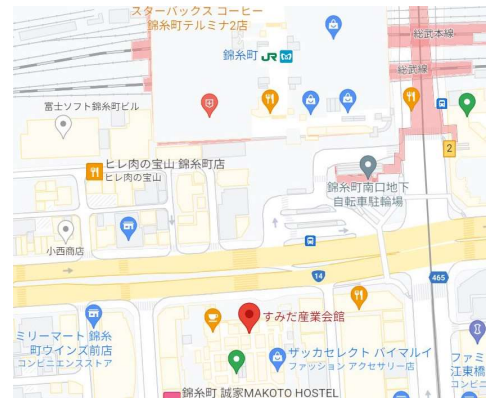 スターバックス コーヒー
錦糸町テルミナ2店
総武本線
錦糸町 JR
総武線
富士ソフト錦糸町ビル
2
ヒレ肉の宝山 錦糸町店
ヒレ肉の宝山
錦糸町南口地下
自転車駐輪場
小西商店
14
465
すみだ産業会館
ミリーマート 錦糸
町ウインズ前店
コンビニエンスストア
ザッカセレクト バイマルイ
ファッション アクセサリー店
ファミ
江東橋
コンビニ
錦糸町 誠家MAKOTO HOSTEL